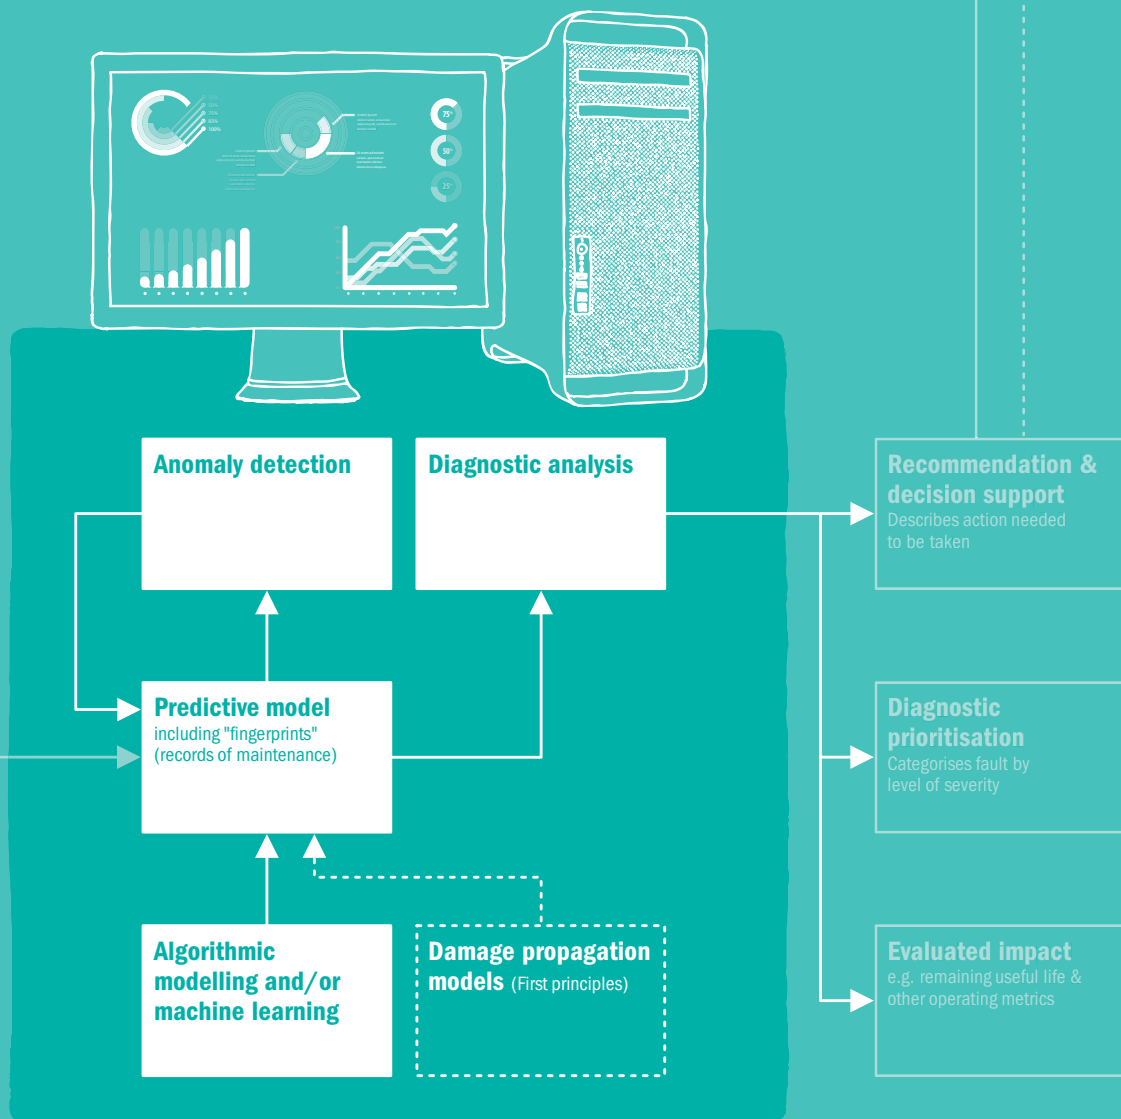 75%
50%
25%
100%
Anomaly detection
Diagnostic analysis
Recommendation &
decision support
Describes action needed
to be taken
Predictive model
including "fingerprints"
(records of maintenance)
Diagnostic
prioritisation
Categorises fault by
level of severity
Algorithmic
modelling and/or
machine learning
Damage propagation
models (First principles)
Evaluated impact
e.g. remaining useful life &
other operating metrics